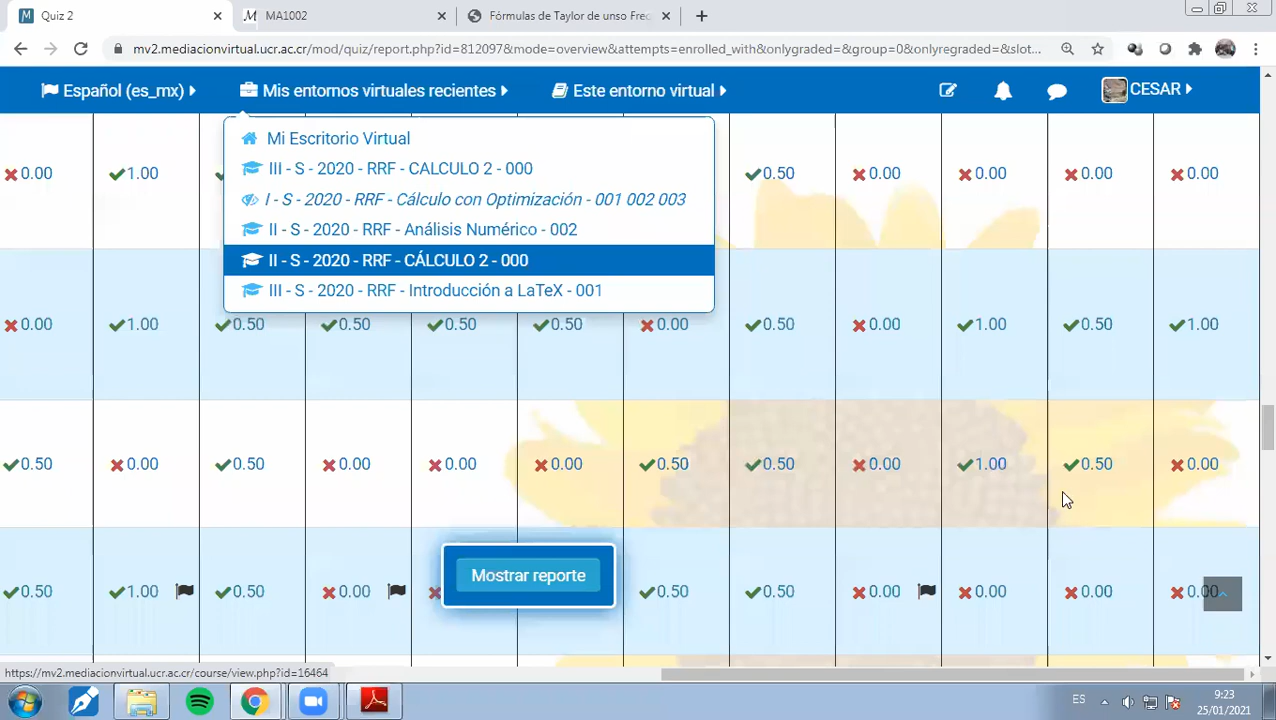 Quiz 2
MA1002
Fórmulas de Taylor de unso Frec
mv2.mediacionvirtual.ucr.ac.cr/mod/quiz/report.php?id=812097&mode=overview&attempts=enrolled_with&onlygraded=&group=0&onlyregraded=&slot...
Español (es_mx)
Mis entornos virtuales recientes
Este entorno virtual
CESAR
Mi Escritorio Virtual
III - S - 2020 - RRF - CALCULO 2 - 000
I - S - 2020 - RRF - Cálculo con Optimización - 001 002 003
II - S - 2020 - RRF - Análisis Numérico - 002
II - S - 2020 - RRF - CÁLCULO 2 - 000
III - S - 2020 - RRF - Introducción a LaTeX - 001
0.00 1.00 0.50 0.00 0.00 0.00 0.00
0.00 1.00 0.50 0.50 0.50 0.50 0.00 0.50 0.00 1.00 0.50 1.00
0.50 0.00 0.50 0.00 0.00 0.00 0.50 0.50 0.00 1.00 0.50 0.00
0.50 1.00 0.50 0.00 0.50 0.50 0.00 0.00 0.00 0.00
Mostrar reporte
https://mv2.mediacionvirtual.ucr.ac.cr/course/view.php?id=16464
ES
9:23
25/01/2021